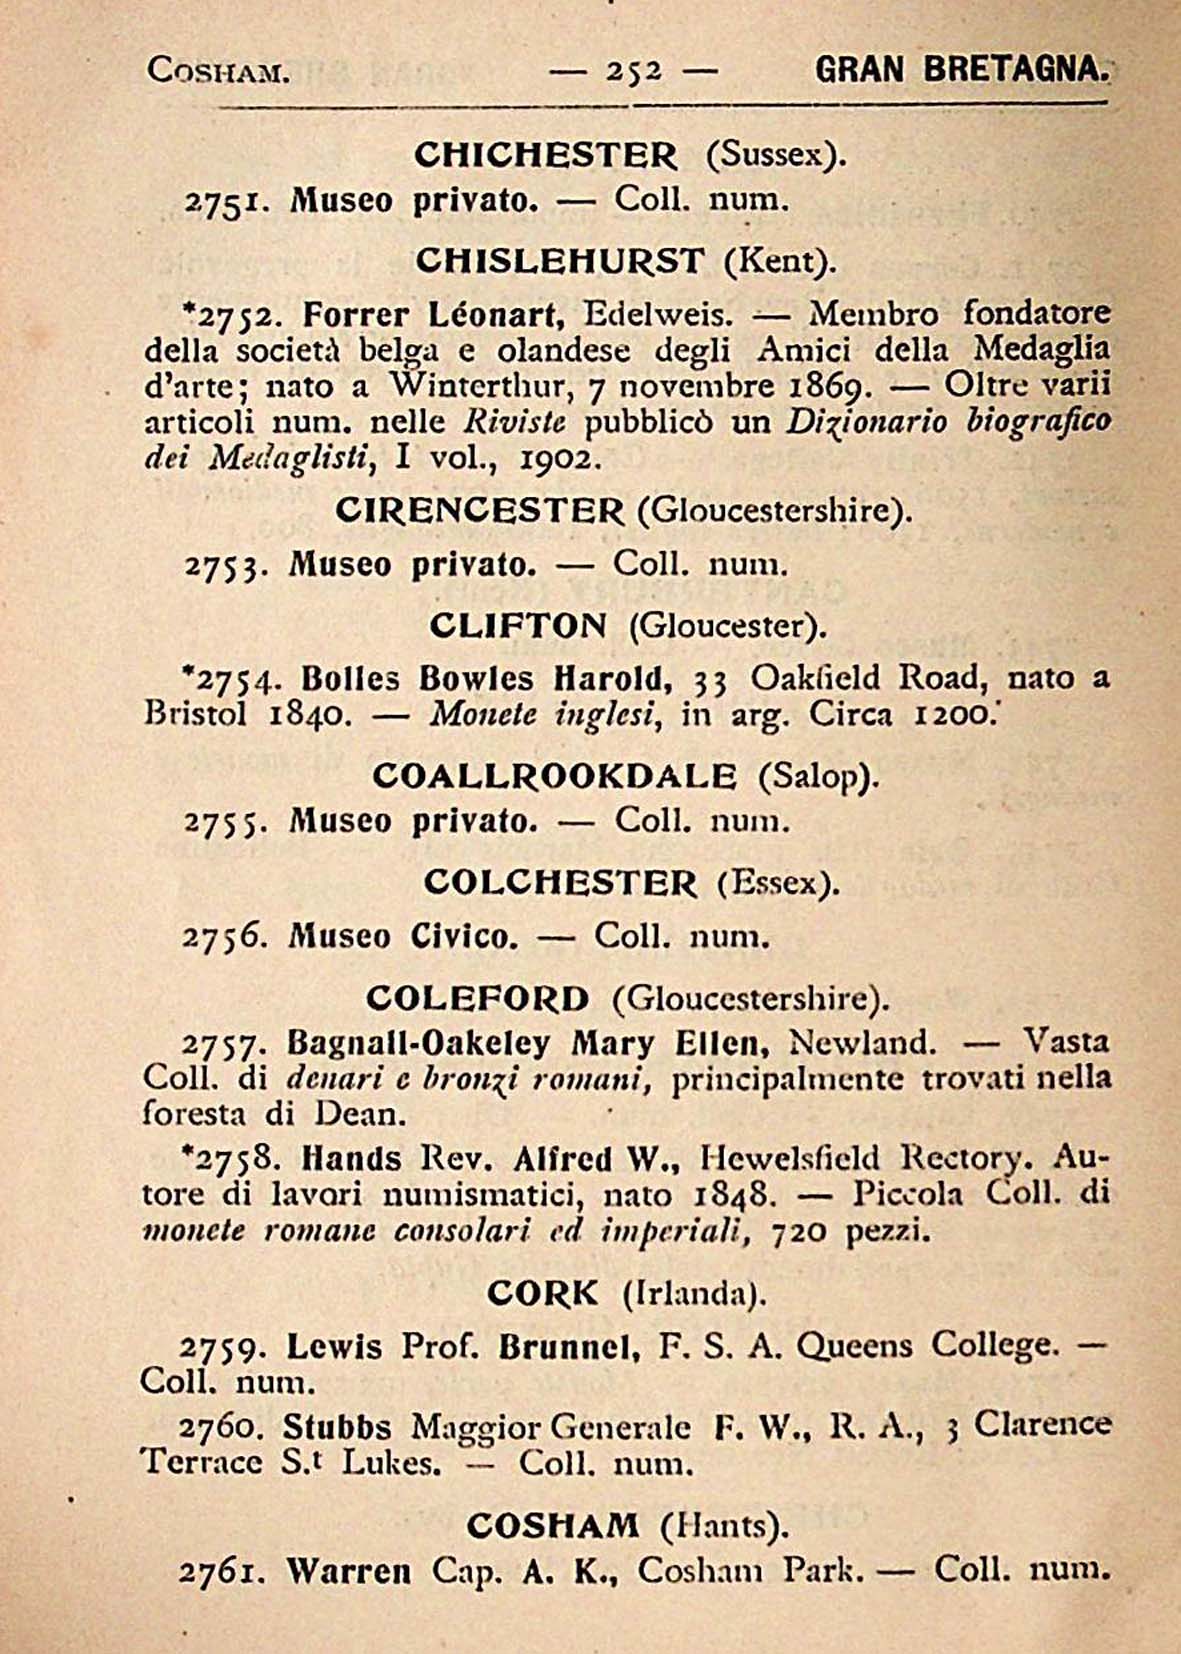 COSHAM. — 252 — GRAN BRETAGNA.
CHICHESTER (Sussex).
2751. Museo privato. — Coll. num.
CHISLEHURST (Kent).
*2752. Forrer Léonart, Edelweis. — Membro fondatore
della società belga e olandese degli Amici della Medaglia
d'arte; nato a Winterthur, 7 novembre 1869. — Oltre varii
articoli num. nelle Riviste pubblicò un Dizionario biografico
dei Medaglisti, I vol., 1902.
CIRENCESTER (Gloucestershire).
2753. Museo privato. — Coll. num.
CLIFTON (Gloucester).
*2754. Bolles Bowles Harold, 33 Oakfield Road, nato a
Bristol 1840. — Monete inglesi, in arg. Circa 1200.
COALLROOKDALE (Salop).
2755. Museo privato. — Coll. num.
COLCHESTER (Essex).
2756. Museo Civico. — Coll. num.
COLEFORD (Gloucestershire).
2757. Bagnall-Oakeley Mary Ellen, Newland. — Vasta
Coll. di denari e bronzi romani, principalmente trovati nella
foresta di Dean.
*2758. Hands Rev. Alfred W., Hewelsfield Rectory. Au-
tore di lavori numismatici, nato 1848. — Piccola Coll. di
monete romane consolari ed imperiali, 720 pezzi.
CORK (Irlanda).
2759. Lewis Prof. Brunnel, F. S. A. Queens College. —
Coll. num.
2760. Stubbs Maggior Generale F. W., R. A., 3 Clarence
Terrace S.t Lukes. — Coll. num.
COSHAM (Hants).
2761. Warren Cap. A. K., Cosham Park. — Coll. num.